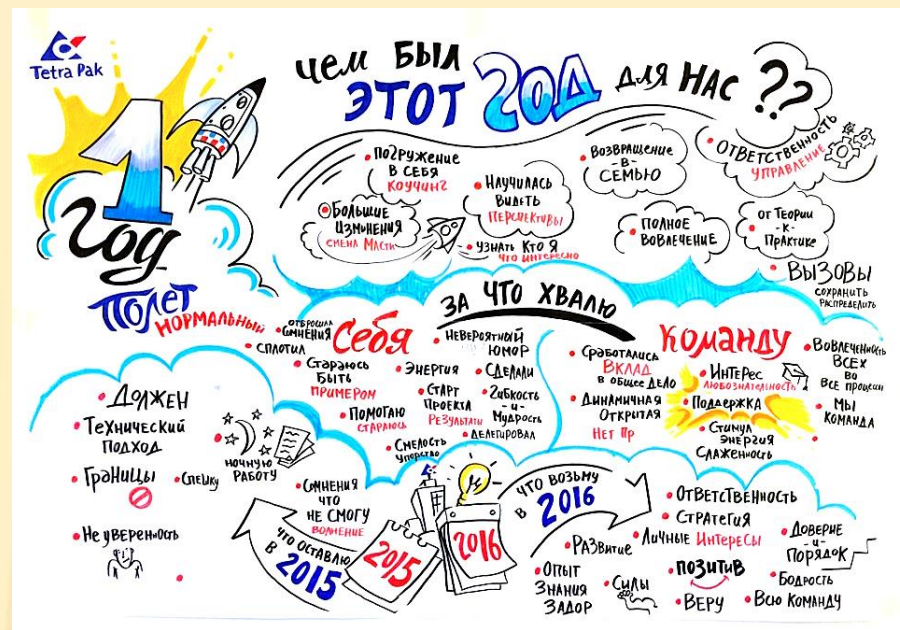 Tetra Pak
1
год
полет
нормальный
Чем был
этот год для нас ??
• Погружение
в себя
коучинг
• Большие
изменения
смена масти
• Научилась
видеть
перспективы
• узнать кто я
что интересно
• Возвращение
-в-
семью
• Ответственность
управление
• Полное
вовлечение
• от теории
-к-
практике
• Вызовы
сохранить
распределить
За что хвалю
Себя
• отбросила
сомнения
• сплотил
• Стараюсь
быть
примером
• Помогаю
стараюсь
• Энергия
• Старт
проекта
результаты
• Смелость
упорство
• Невероятный
юмор
• Сделали
• Гибкость
-и-
мудрость
• делегировал
Команду
• Сработались
вклад
в общее дело
• Динамичная
открытая
нет пр
• Интерес
любознательность
• Поддержка
• Стимул
энергия
слаженность
• Вовлеченность
всех
во
все процессы
• Мы
команда
• Должен
• Технический
подход
• Границы
• Спешку
• Не уверенность
• ночную
работу
• Сомнения
что
не смогу
волнение
что оставлю
в 2015
2015
2016
что возьму
в 2016
• Ответственность
• Стратегия
• Личные интересы
• Развитие
• Опыт
знания
задор
• Силы
• позитив
• Веру
• Доверие
-и-
порядок
• Бодрость
• Всю команду